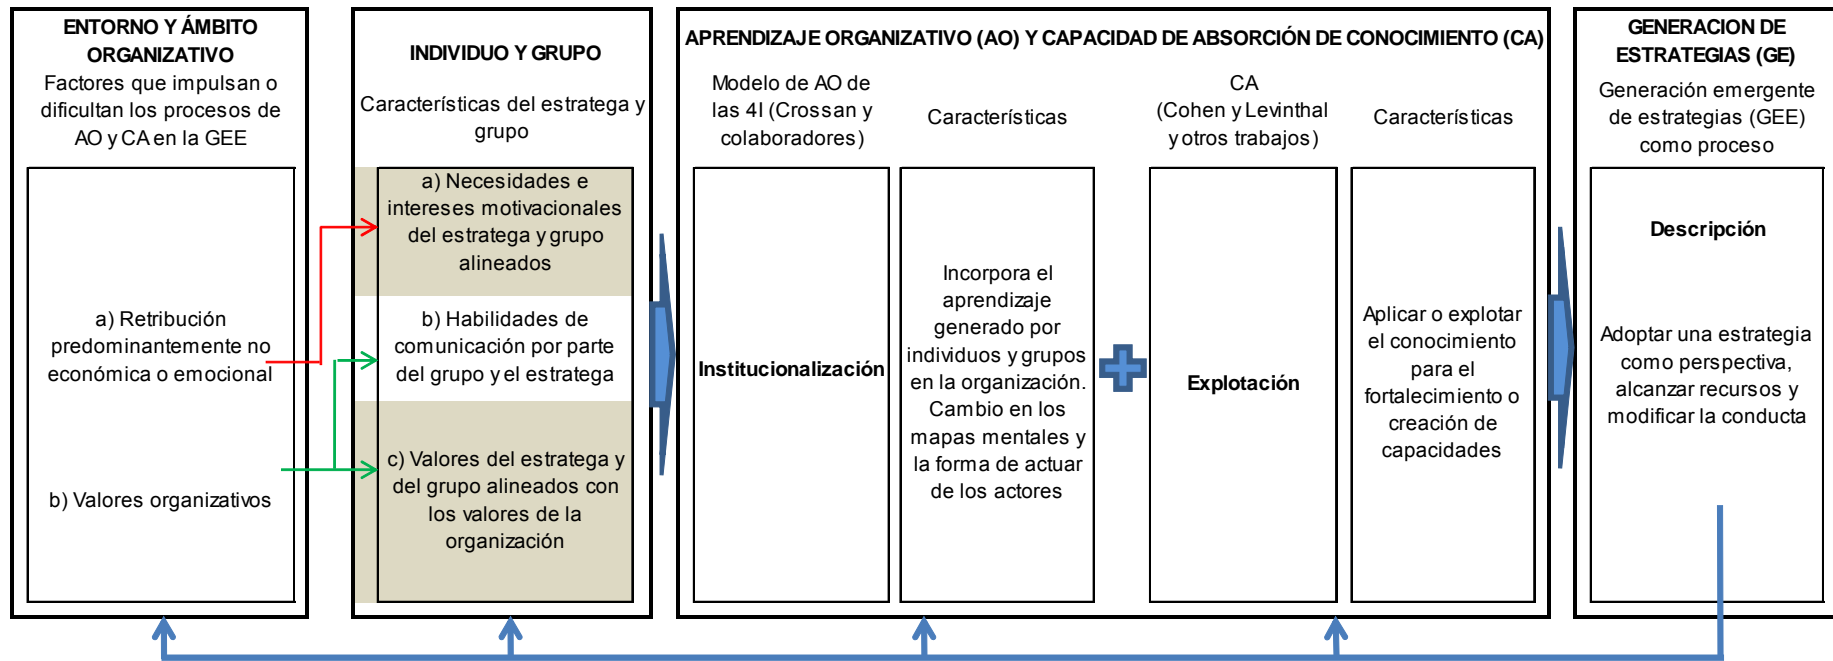 ENTORNO Y ÁMBITO
ORGANIZATIVO
Factores que impulsan o
dificultan los procesos de
AO y CA en la GEE
a) Retribución
predominantemente no
económica o emocional
b) Valores organizativos
INDIVIDUO Y GRUPO
Características del estratega y
grupo
a) Necesidades e
intereses motivacionales
del estratega y grupo
alineados
b) Habilidades de
comunicación por parte
del grupo y el estratega
c) Valores del estratega y
del grupo alineados con
los valores de la
organización
APRENDIZAJE ORGANIZATIVO (AO) Y CAPACIDAD DE ABSORCIÓN DE CONOCIMIENTO (CA)
Modelo de AO de
las 4I (Crossan y
colaboradores)
Institucionalización
Características
Incorpora el
aprendizaje
generado por
individuos y grupos
en la organización.
Cambio en los
mapas mentales y
la forma de actuar
de los actores
CA
(Cohen y Levinthal
y otros trabajos)
Explotación
Características
Aplicar o explotar
el conocimiento
para el
fortalecimiento o
creación de
capacidades
GENERACION DE
ESTRATEGIAS (GE)
Generación emergente
de estrategias (GEE)
como proceso
Descripción
Adoptar una estrategia
como perspectiva,
alcanzar recursos y
modificar la conducta